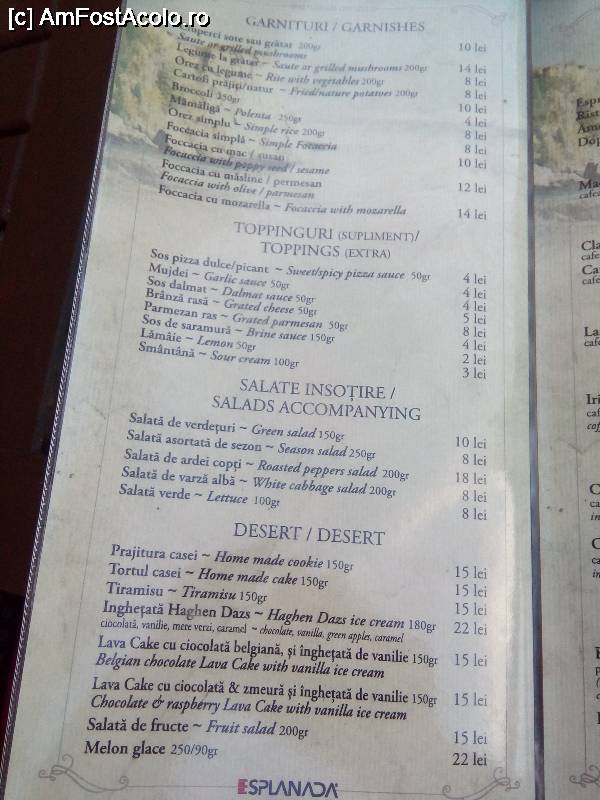 [c] AmFostAcolo.ro
GARNITURI / GARNISHES
Ciuperci sote sau grătar 200gr 10 lei
Saute or grilled mushrooms
Legume la grătar ~ Saute or grilled mushrooms 200gr 14 lei
Orez cu legume ~ Rise with vegetables 200gr 8 lei
Cartofi prăjiți/natur ~ Fried/nature potatoes 200gr 8 lei
Broccoli 250gr 10 lei
Mămăligă ~ Polenta 250gr 4 lei
Orez simplu ~ Simple rice 200gr 8 lei
Foccacia simplă ~ Simple Focaccia 8 lei
Foccacia cu mac / susan 10 lei
Focaccia with poppy seed / sesame
Foccacia cu măsline / permesan 12 lei
Focaccia with olive / parmesan
Foccacia cu mozarella ~ Focaccia with mozarella 14 lei
TOPPINGURI (SUPLIMENT)/
TOPPINGS (EXTRA)
Sos pizza dulce/picant ~ Sweet/spicy pizza sauce 50gr 4 lei
Mujdei ~ Garlic sauce 50gr 4 lei
Sos dalmat ~ Dalmat sauce 50gr 4 lei
Brânză rasă ~ Grated cheese 50gr 5 lei
Parmezan ras ~ Grated parmesan 50gr 8 lei
Sos de saramură ~ Brine sauce 150gr 4 lei
Lămâie ~ Lemon 50gr 2 lei
Smântână ~ Sour cream 100gr 3 lei
SALATE INSOȚIRE /
SALADS ACCOMPANYING
Salată de verdețuri ~ Green salad 150gr 10 lei
Salată asortată de sezon ~ Season salad 250gr 8 lei
Salată de ardei copți ~ Roasted peppers salad 200gr 18 lei
Salată de varză albă ~ White cabbage salad 200gr 8 lei
Salată verde ~ Lettuce 100gr 8 lei
DESERT / DESERT
Prajitura casei ~ Home made cookie 150gr 15 lei
Tortul casei ~ Home made cake 150gr 15 lei
Tiramisu ~ Tiramisu 150gr 15 lei
Inghețată Haghen Dazs ~ Haghen Dazs ice cream 180gr 22 lei
ciocolată, vanilie, mere verzi, caramel ~ chocolate, vanilla, green apples, caramel
Lava Cake cu ciocolată belgiană, și înghețată de vanilie 150gr 15 lei
Belgian chocolate Lava Cake with vanilla ice cream
Lava Cake cu ciocolată & zmeură și înghețată de vanilie 150gr 15 lei
Chocolate & raspberry Lava Cake with vanilla ice cream
Salată de fructe ~ Fruit salad 200gr 15 lei
Melon glace 250/90gr 22 lei
ESPLANADA